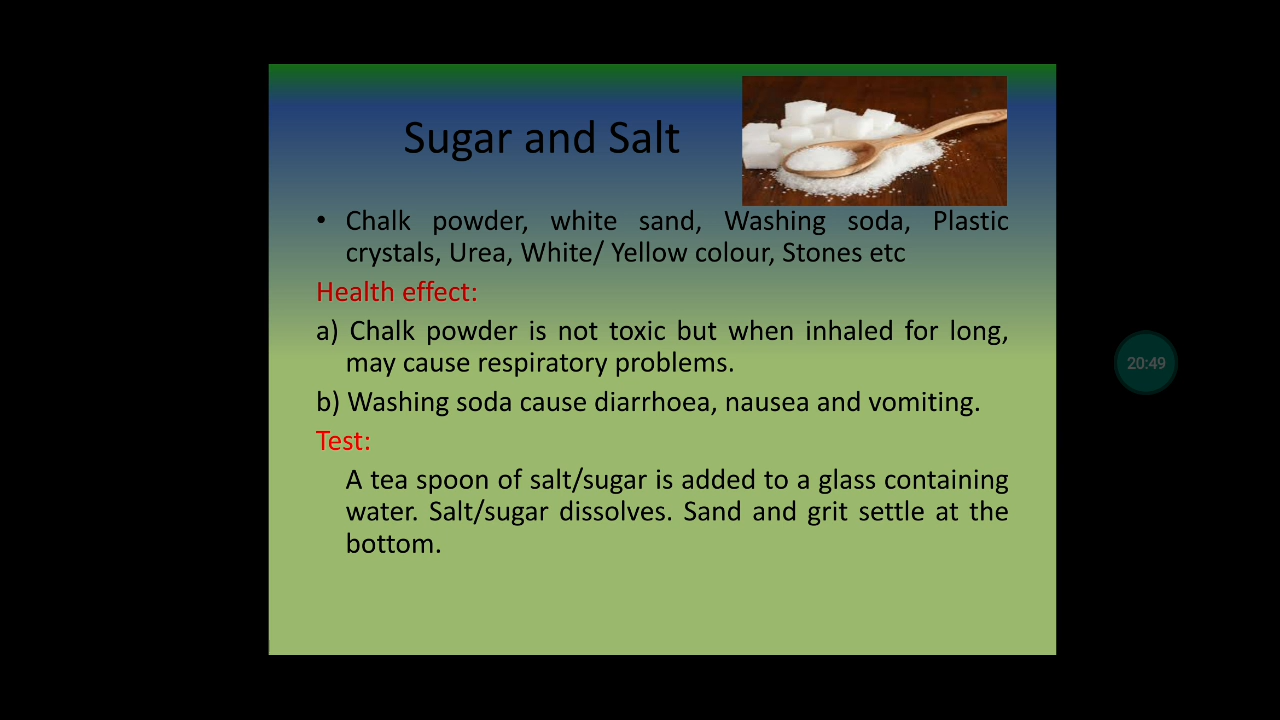 Sugar and Salt
• Chalk powder, white sand, Washing soda, Plastic
crystals, Urea, White/ Yellow colour, Stones etc
Health effect:
a) Chalk powder is not toxic but when inhaled for long,
may cause respiratory problems.
b) Washing soda cause diarrhoea, nausea and vomiting.
Test:
A tea spoon of salt/sugar is added to a glass containing
water. Salt/sugar dissolves. Sand and grit settle at the
bottom.
20:49